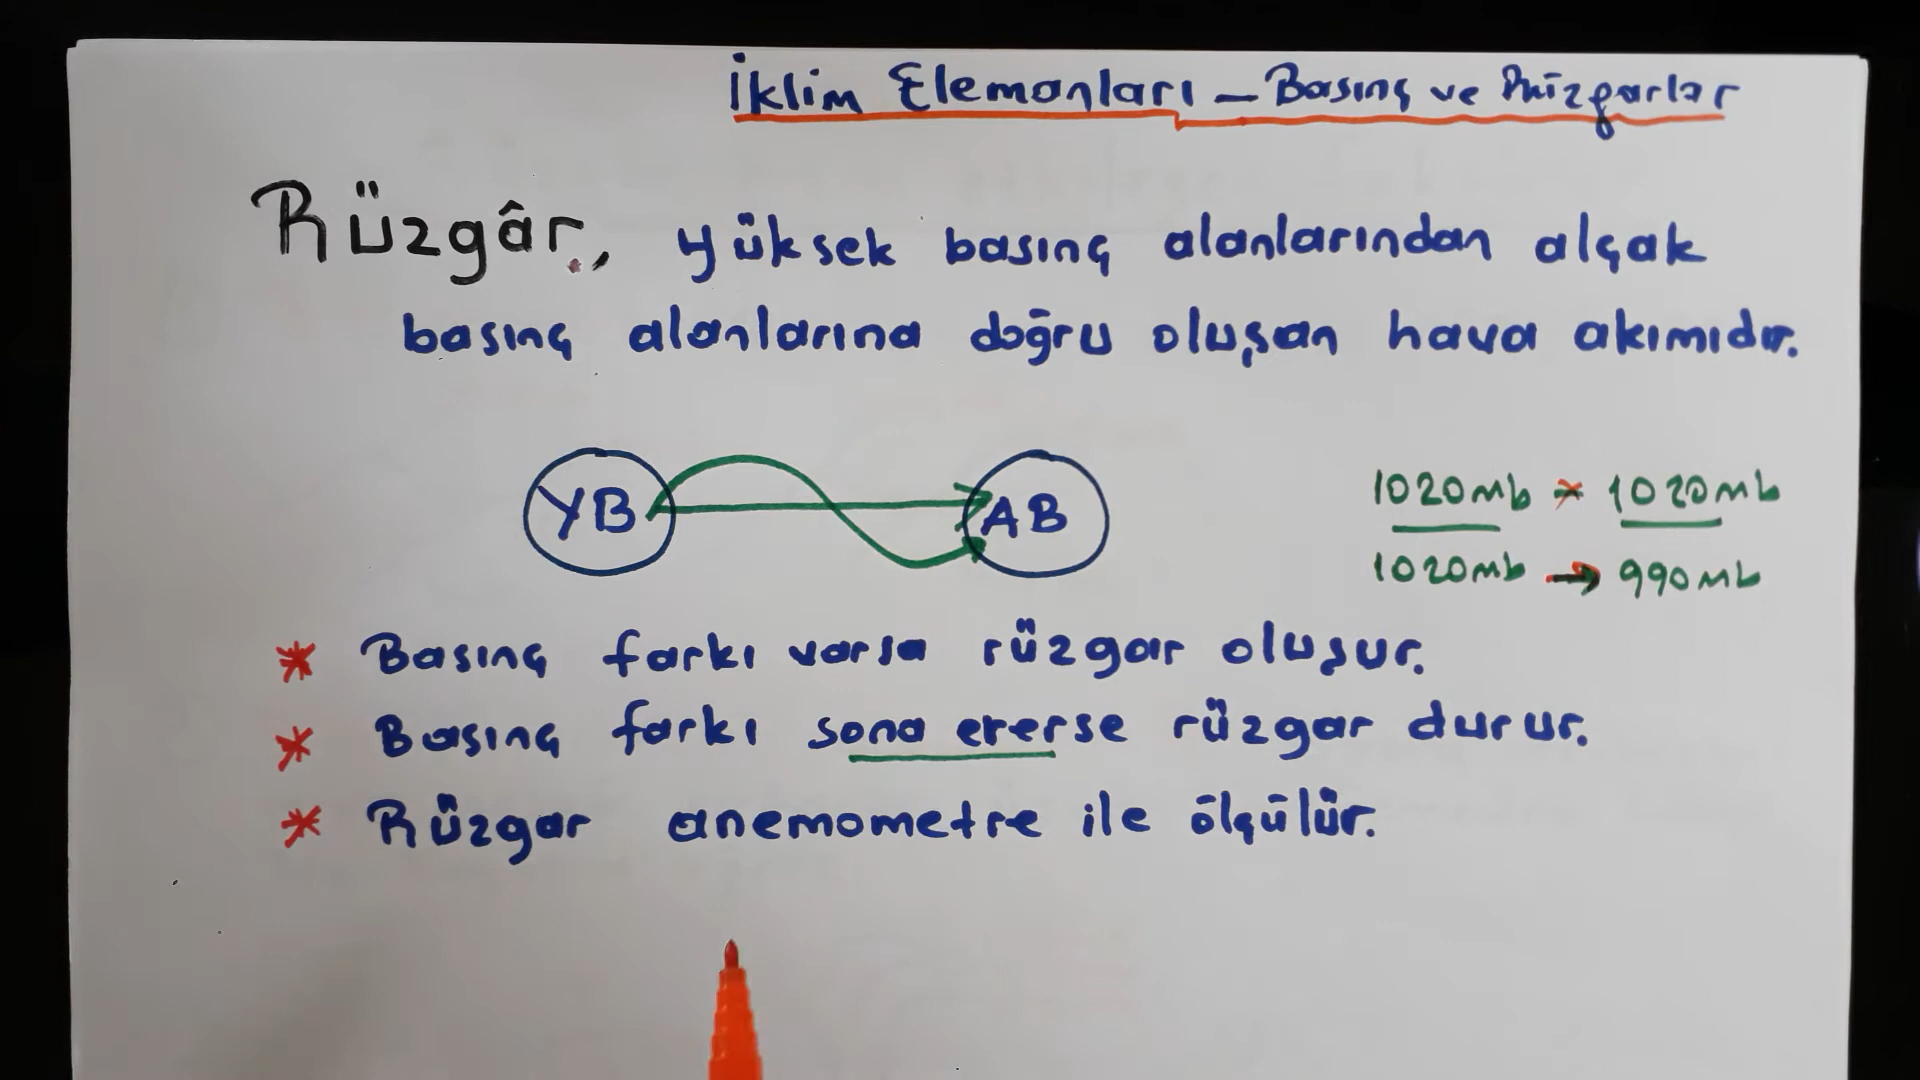 İklim Elemanları – Basınç ve Rüzgarlar
Rüzgâr, yüksek basınç alanlarından alçak
basınç alanlarına doğru oluşan hava akımıdır.
YB AB
1020mb × 1020mb
1020mb → 990mb
* Basınç farkı varsa rüzgar oluşur.
* Basınç farkı sona ererse rüzgar durur.
* Rüzgar anemometre ile ölçülür.